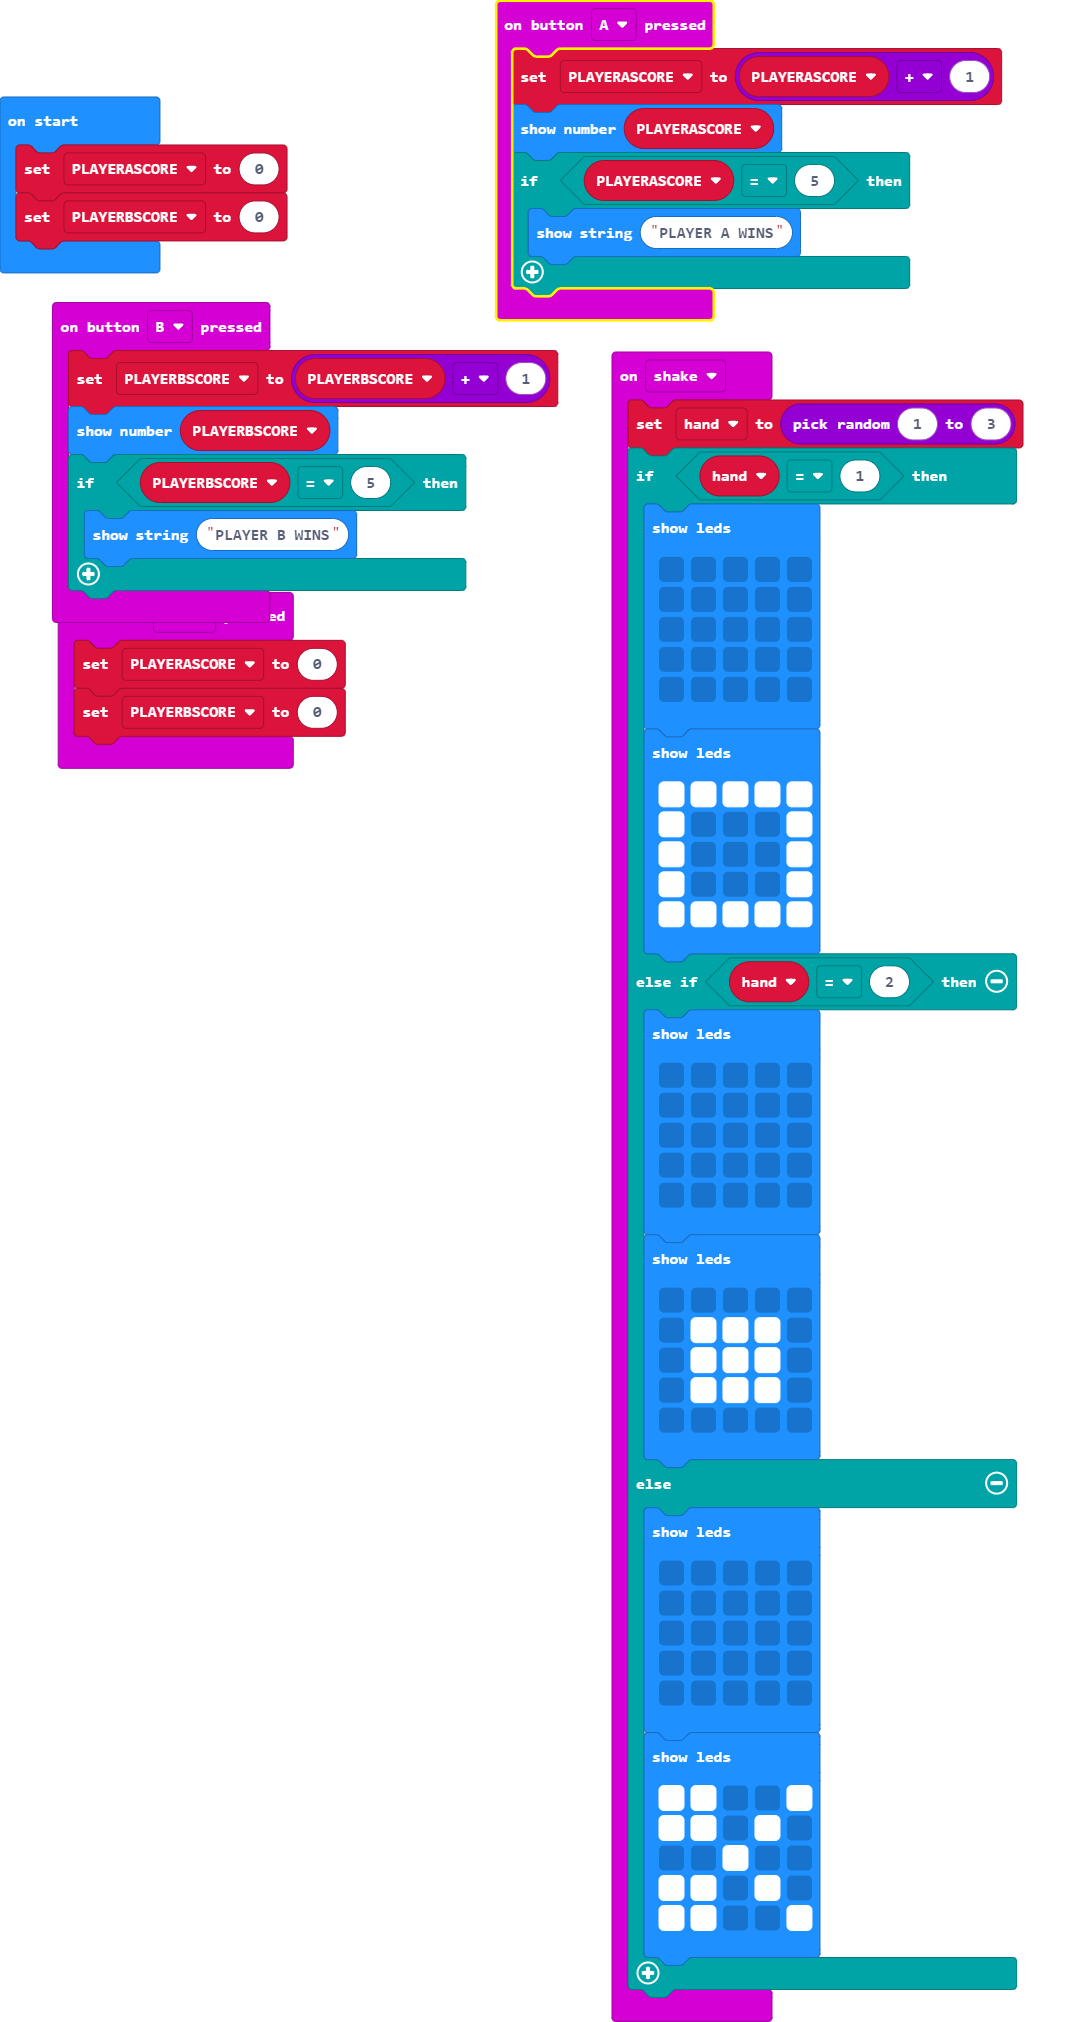 on start
set PLAYERASCORE to 0
set PLAYERBSCORE to 0
on button A pressed
set PLAYERASCORE to PLAYERASCORE + 1
show number PLAYERASCORE
if PLAYERASCORE = 5 then
show string "PLAYER A WINS"
on button B pressed
set PLAYERBSCORE to PLAYERBSCORE + 1
show number PLAYERBSCORE
if PLAYERBSCORE = 5 then
show string "PLAYER B WINS"
set PLAYERASCORE to 0
set PLAYERBSCORE to 0
on shake
set hand to pick random 1 to 3
if hand = 1 then
show leds
show leds
else if hand = 2 then
show leds
show leds
else
show leds
show leds